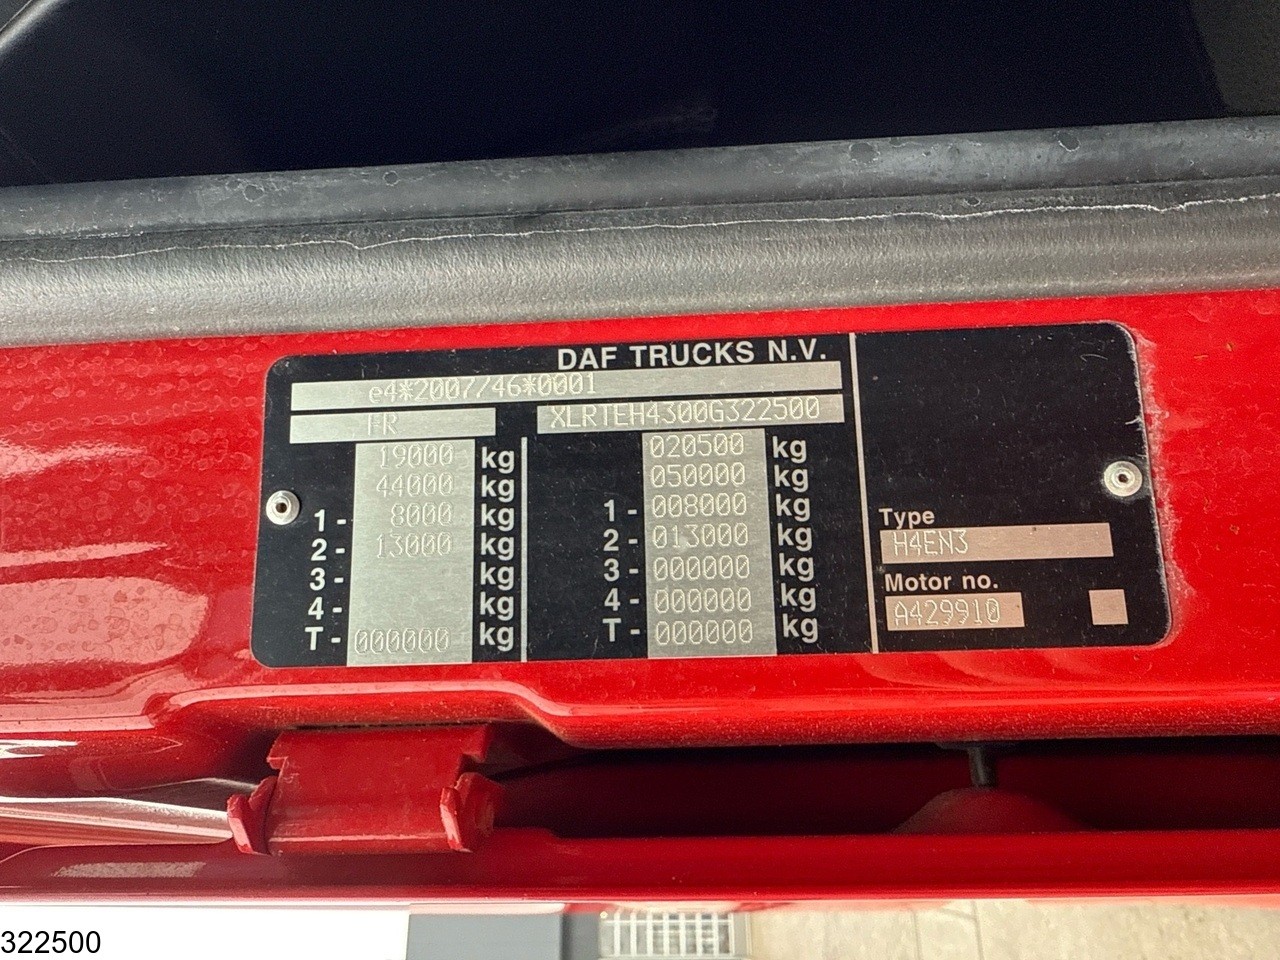 DAF TRUCKS N.V.
e4*2007/46*0001
FR XLRTEH4300G322500
19000 kg 020500 kg
44000 kg 050000 kg
1 - 8000 kg 1 - 008000 kg
2 - 13000 kg 2 - 013000 kg
3 - kg 3 - 000000 kg
4 - kg 4 - 000000 kg
T - 000000 kg T - 000000 kg
Type
H4EN3
Motor no.
A429910
322500